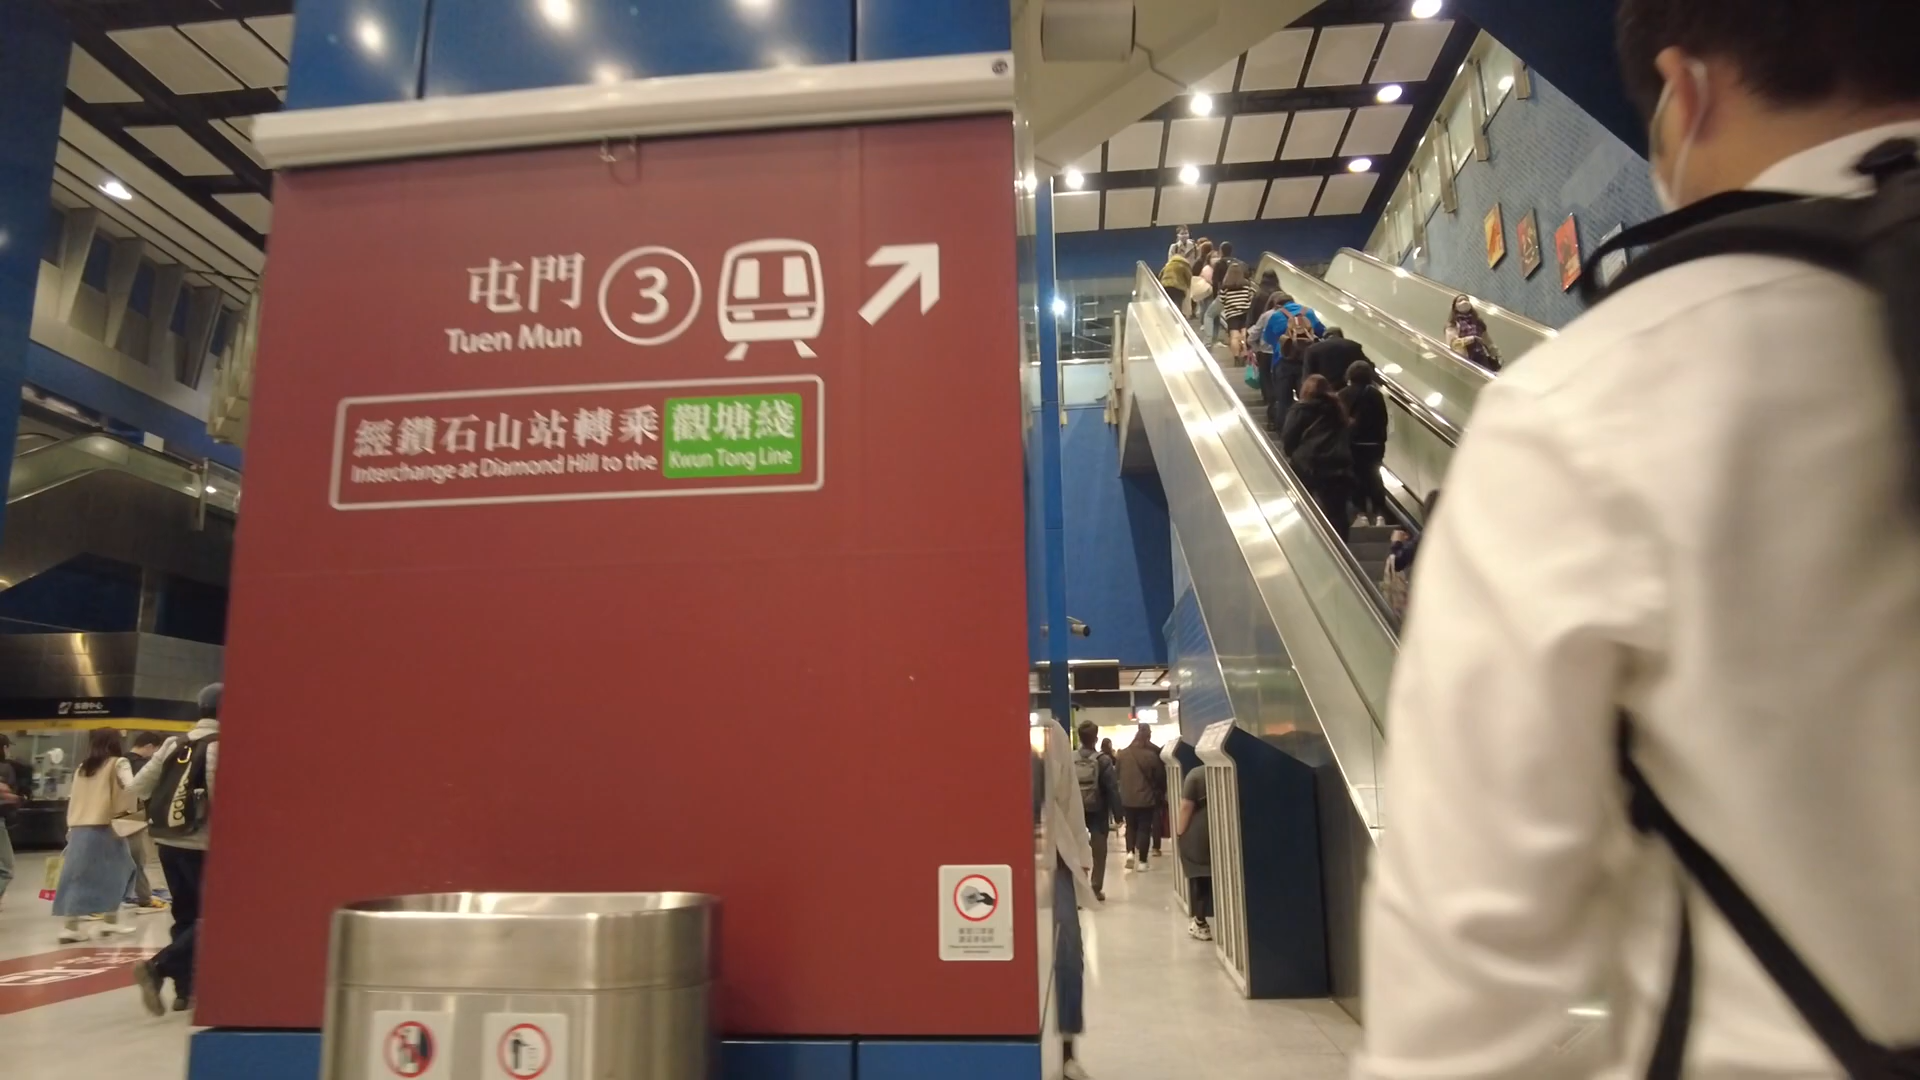 屯門 3
Tuen Mun
經鑽石山站轉乘 觀塘綫
Interchange at Diamond Hill to the Kwun Tong Line
adidas